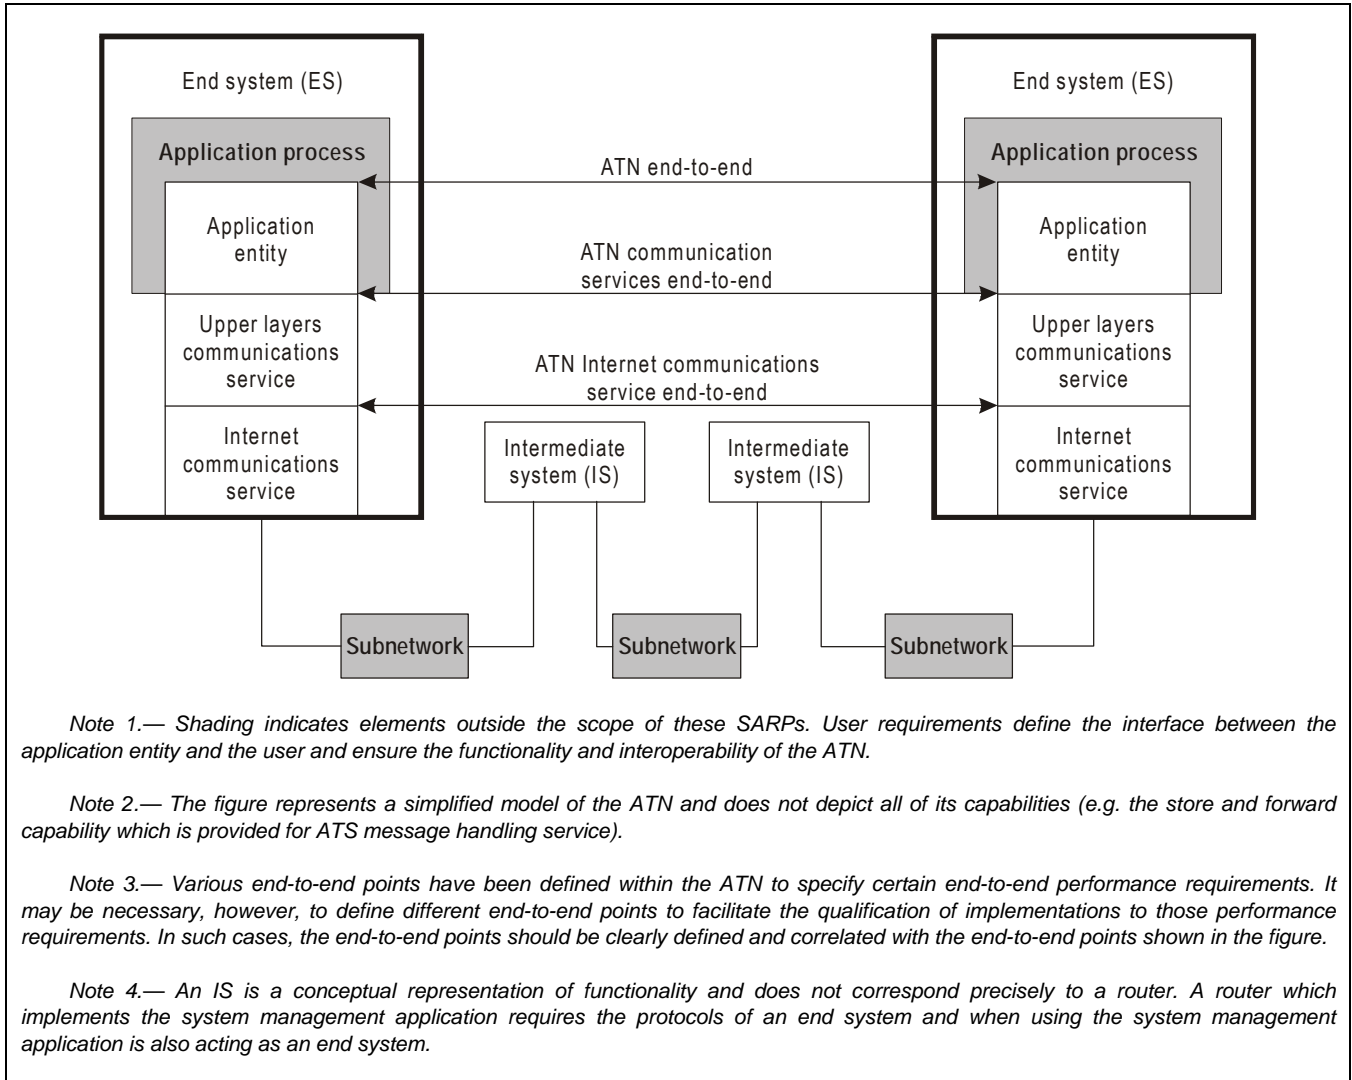 End system (ES)
End system (ES)
Application process
Application process
ATN end-to-end
Application
entity
Application
entity
ATN communication
services end-to-end
Upper layers
communications
service
Upper layers
communications
service
ATN Internet communications
service end-to-end
Internet
communications
service
Intermediate
system (IS)
Intermediate
system (IS)
Internet
communications
service
Subnetwork
Subnetwork
Subnetwork
Note 1.— Shading indicates elements outside the scope of these SARPs. User requirements define the interface between the
application entity and the user and ensure the functionality and interoperability of the ATN.
Note 2.— The figure represents a simplified model of the ATN and does not depict all of its capabilities (e.g. the store and forward
capability which is provided for ATS message handling service).
Note 3.— Various end-to-end points have been defined within the ATN to specify certain end-to-end performance requirements. It
may be necessary, however, to define different end-to-end points to facilitate the qualification of implementations to those performance
requirements. In such cases, the end-to-end points should be clearly defined and correlated with the end-to-end points shown in the figure.
Note 4.— An IS is a conceptual representation of functionality and does not correspond precisely to a router. A router which
implements the system management application requires the protocols of an end system and when using the system management
application is also acting as an end system.